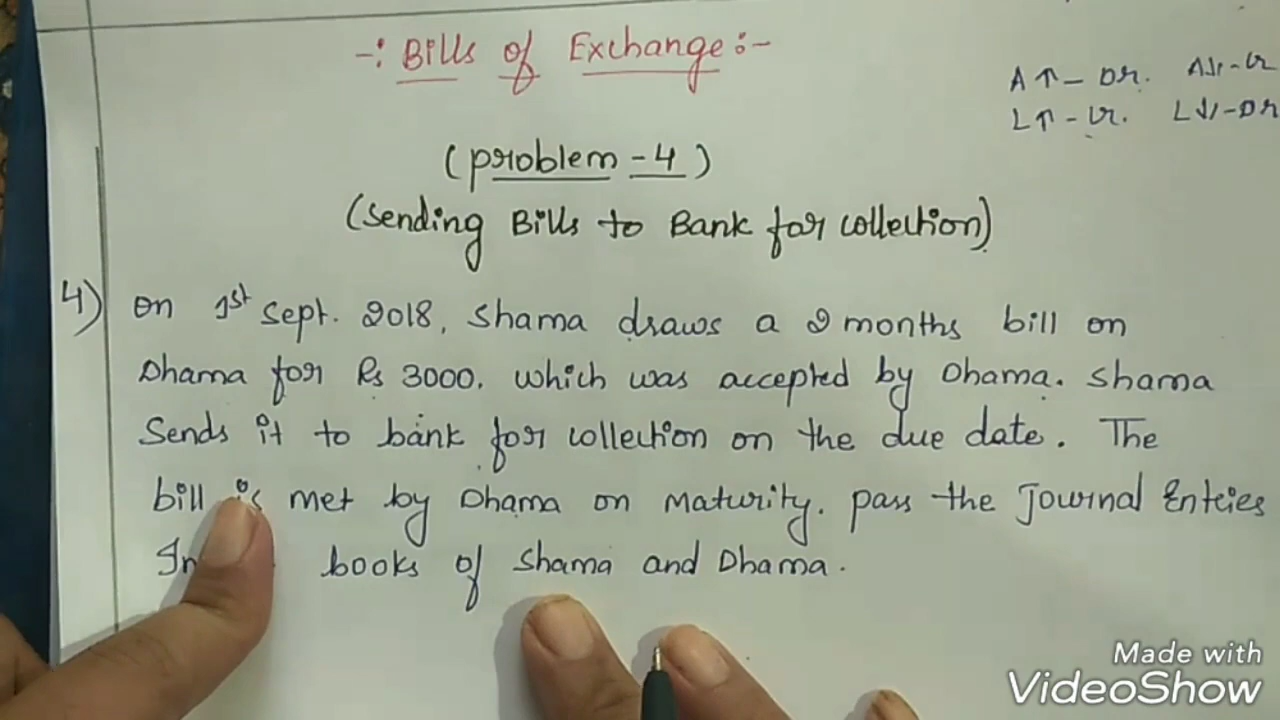 -: Bills of Exchange :-
A↑ - Dr. A↓ - Cr
L↑ - Cr. L↓ - Dr
(problem - 4)
(Sending Bills to Bank for collection)
4) On 1st Sept. 2018, Shama draws a 2 months bill on
Dhama for Rs 3000. which was accepted by Dhama. Shama
Sends it to bank for collection on the due date. The
bill is met by Dhama on maturity. pass the Journal Entries
In books of Shama and Dhama.
Made with
VideoShow